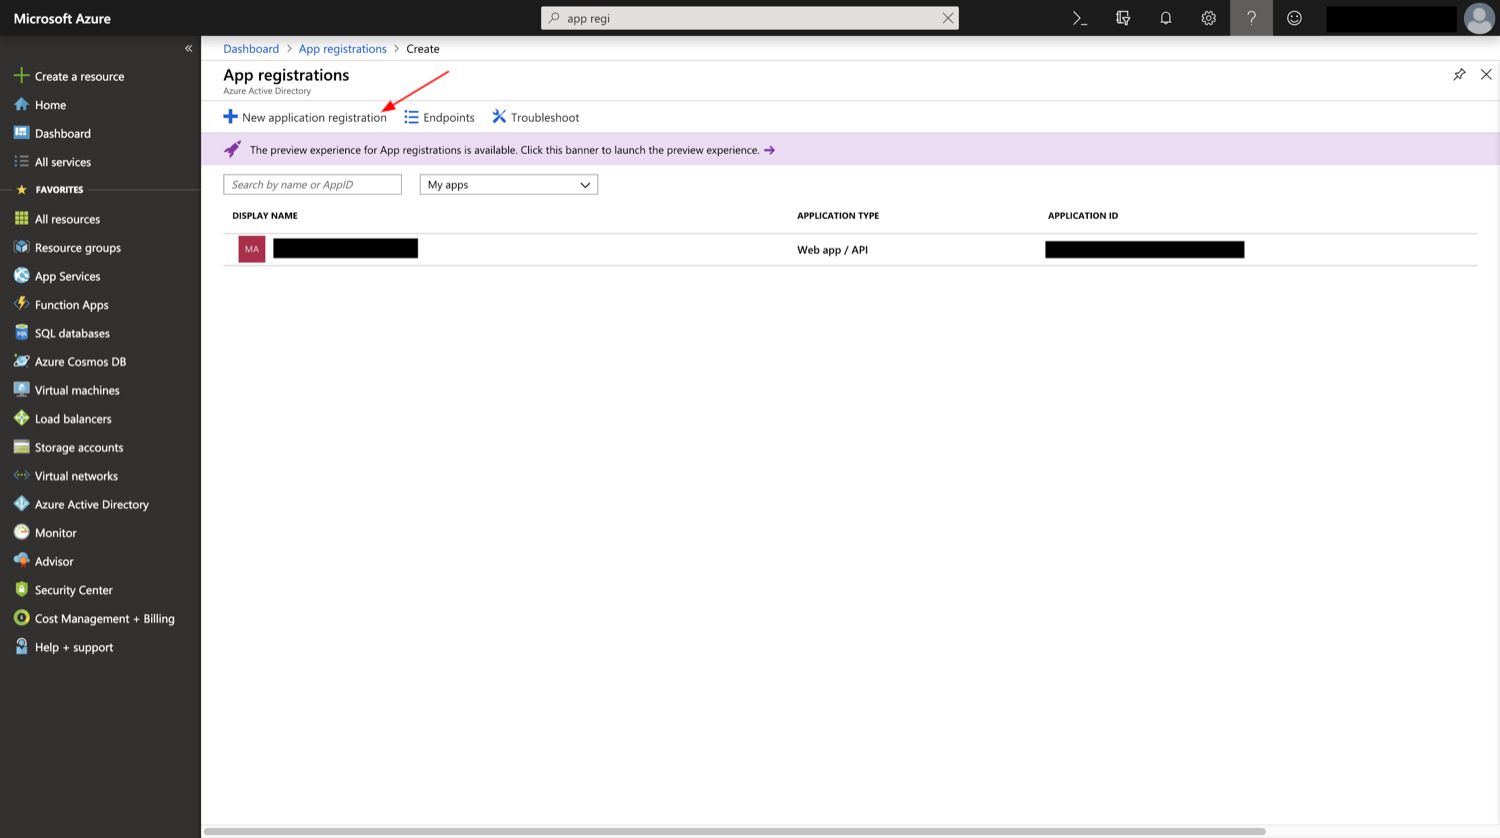 Microsoft Azure
app regi
«
Create a resource
Home
Dashboard
All services
FAVORITES
All resources
Resource groups
App Services
Function Apps
SQL databases
Azure Cosmos DB
Virtual machines
Load balancers
Storage accounts
Virtual networks
Azure Active Directory
Monitor
Advisor
Security Center
Cost Management + Billing
Help + support
Dashboard > App registrations > Create
App registrations
Azure Active Directory
New application registration Endpoints Troubleshoot
The preview experience for App registrations is available. Click this banner to launch the preview experience. →
Search by name or AppID My apps
DISPLAY NAME APPLICATION TYPE APPLICATION ID
MA Web app / API